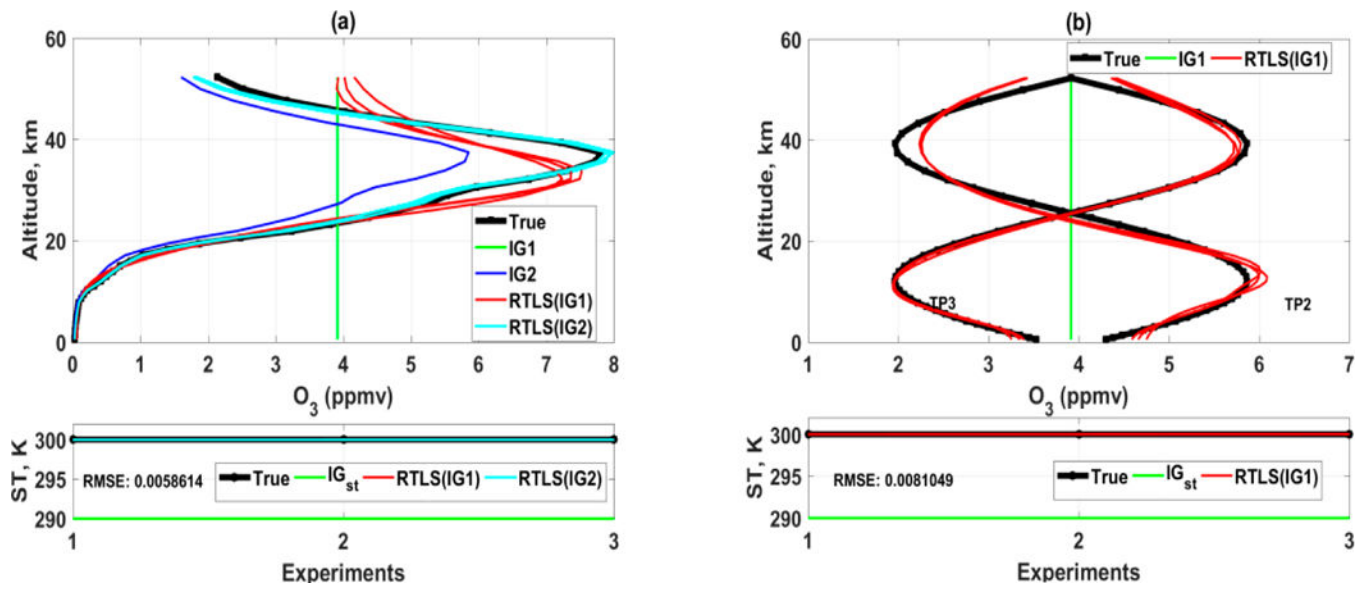 (a)
60
40
20
0
Altitude, km
True
IG1
IG2
RTLS(IG1)
RTLS(IG2)
0 1 2 3 4 5 6 7 8
O3 (ppmv)
300
295
290
ST, K
RMSE: 0.0058614
True IGst RTLS(IG1) RTLS(IG2)
1 2 3
Experiments
(b)
60
40
20
0
Altitude, km
True IG1 RTLS(IG1)
TP3 TP2
1 2 3 4 5 6 7
O3 (ppmv)
300
295
290
ST, K
RMSE: 0.0081049
True IGst RTLS(IG1)
1 2 3
Experiments